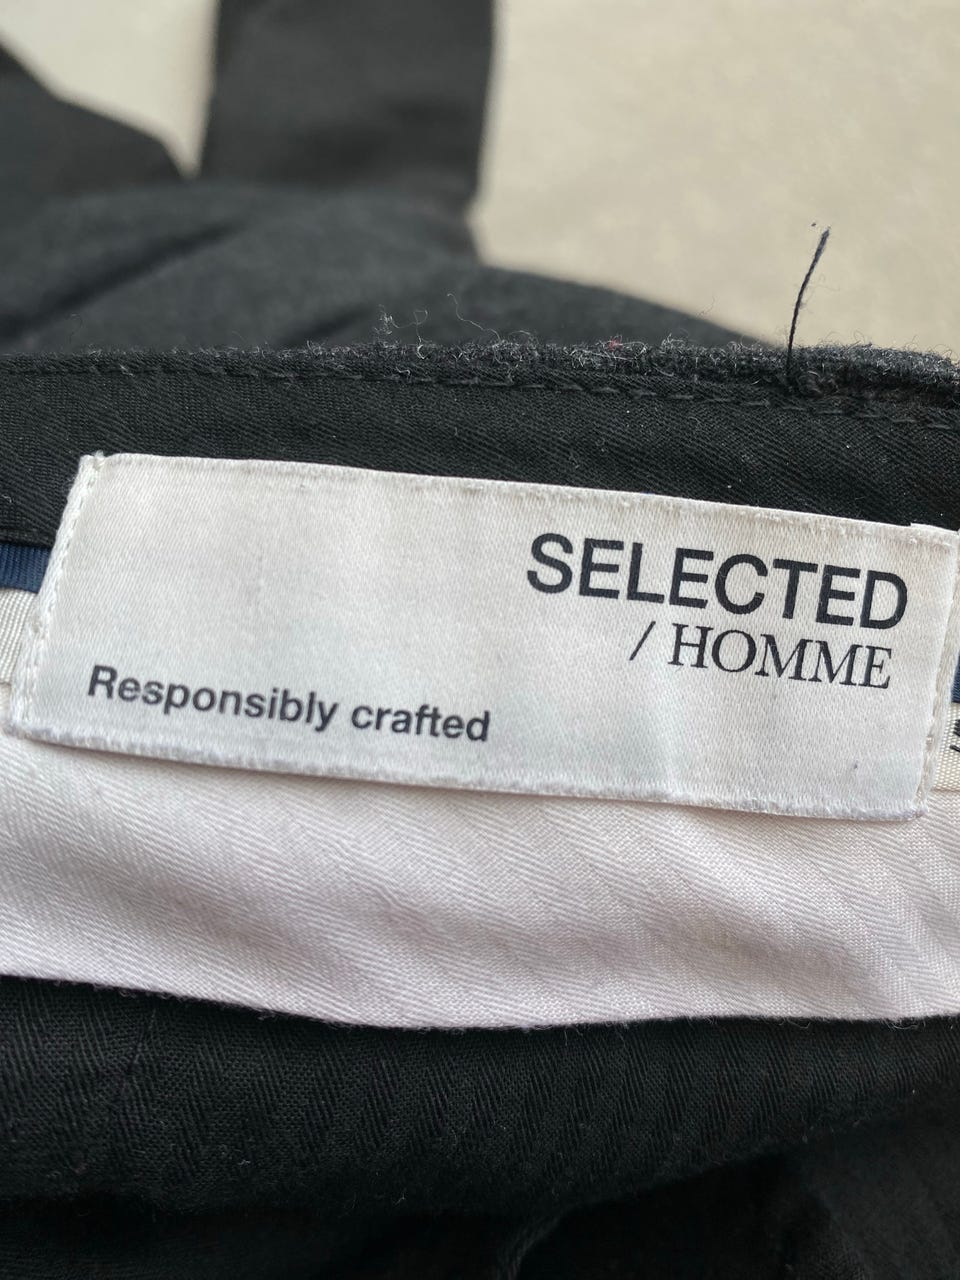 SELECTED
/ HOMME
Responsibly crafted